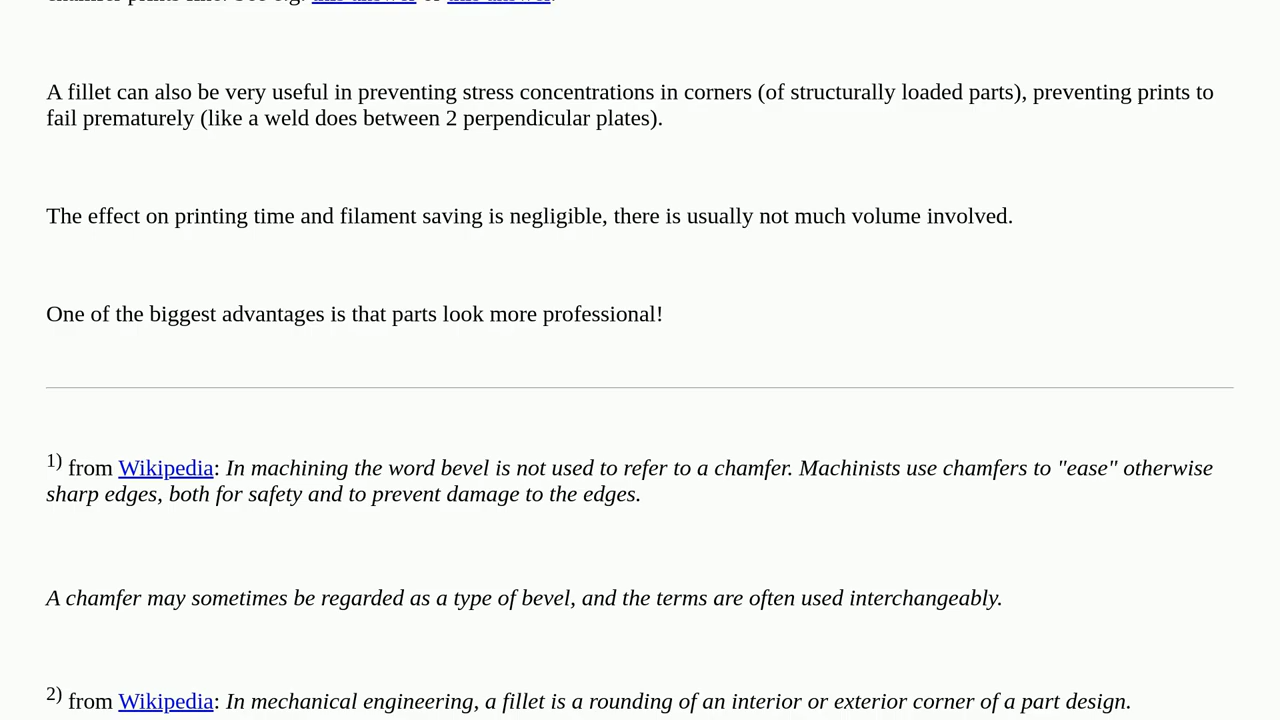 A fillet can also be very useful in preventing stress concentrations in corners (of structurally loaded parts), preventing prints to
fail prematurely (like a weld does between 2 perpendicular plates).
The effect on printing time and filament saving is negligible, there is usually not much volume involved.
One of the biggest advantages is that parts look more professional!
1) from Wikipedia: In machining the word bevel is not used to refer to a chamfer. Machinists use chamfers to "ease" otherwise
sharp edges, both for safety and to prevent damage to the edges.
A chamfer may sometimes be regarded as a type of bevel, and the terms are often used interchangeably.
2) from Wikipedia: In mechanical engineering, a fillet is a rounding of an interior or exterior corner of a part design.